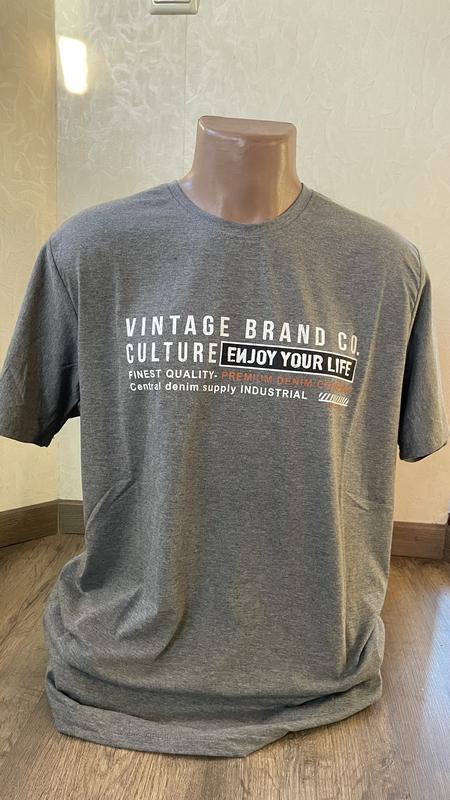 VINTAGE BRAND CO.
CULTURE ENJOY YOUR LIFE
FINEST QUALITY- PREMIUM DENIM
Central denim supply INDUSTRIAL